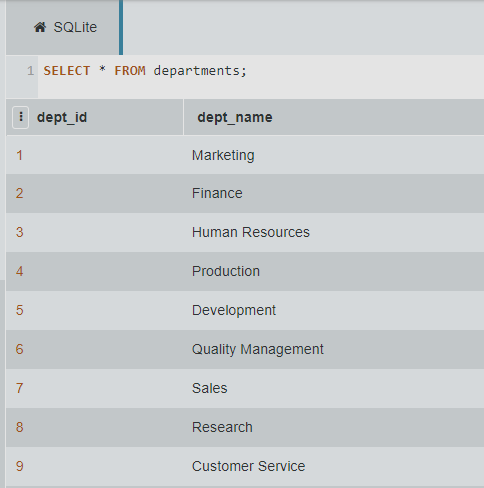 SQLite
1 SELECT * FROM departments;
dept_id dept_name
1 Marketing
2 Finance
3 Human Resources
4 Production
5 Development
6 Quality Management
7 Sales
8 Research
9 Customer Service